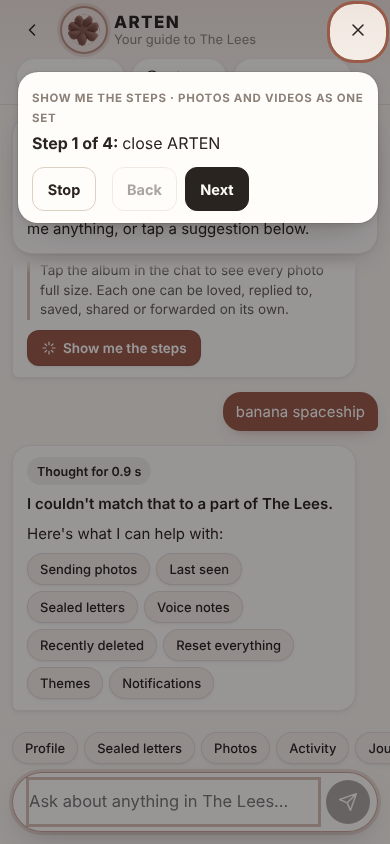 ARTEN
Your guide to The Lees
SHOW ME THE STEPS · PHOTOS AND VIDEOS AS ONE
SET
Step 1 of 4: close ARTEN
Stop
Back
Next
me anything, or tap a suggestion below.
Tap the album in the chat to see every photo
full size. Each one can be loved, replied to,
saved, shared or forwarded on its own.
Show me the steps
banana spaceship
Thought for 0.9 s
I couldn't match that to a part of The Lees.
Here's what I can help with:
Sending photos
Last seen
Sealed letters
Voice notes
Recently deleted
Reset everything
Themes
Notifications
Profile
Sealed letters
Photos
Activity
Jou
Ask about anything in The Lees...